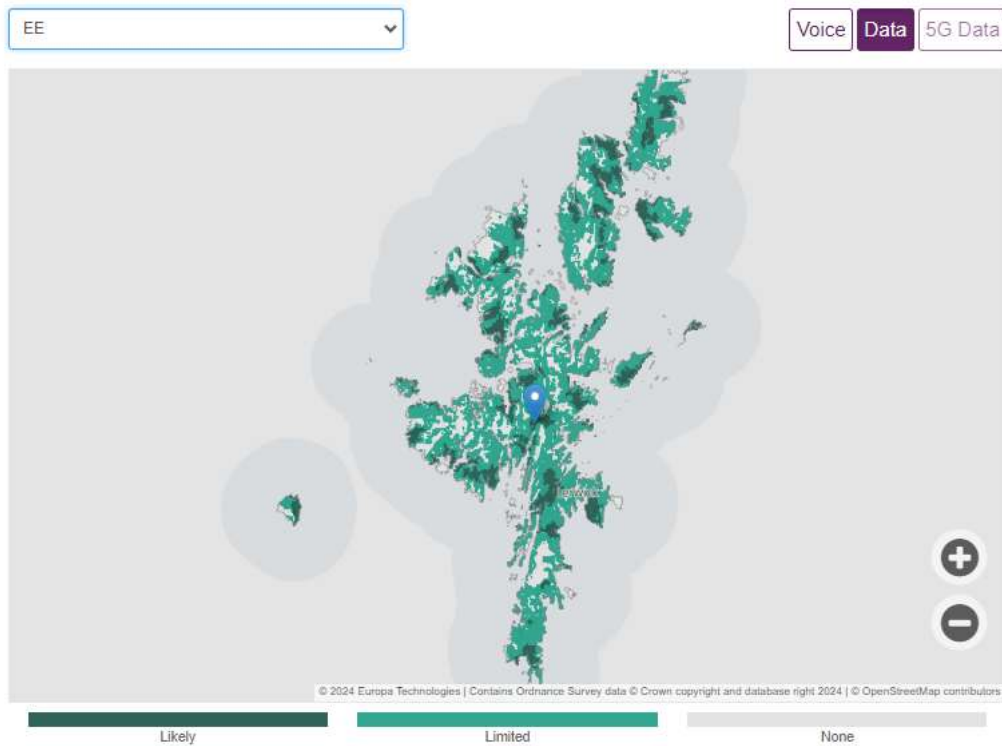 EE
Voice Data 5G Data
Lerwick
© 2024 Europa Technologies | Contains Ordnance Survey data © Crown copyright and database right 2024 | © OpenStreetMap contributors
Likely Limited None